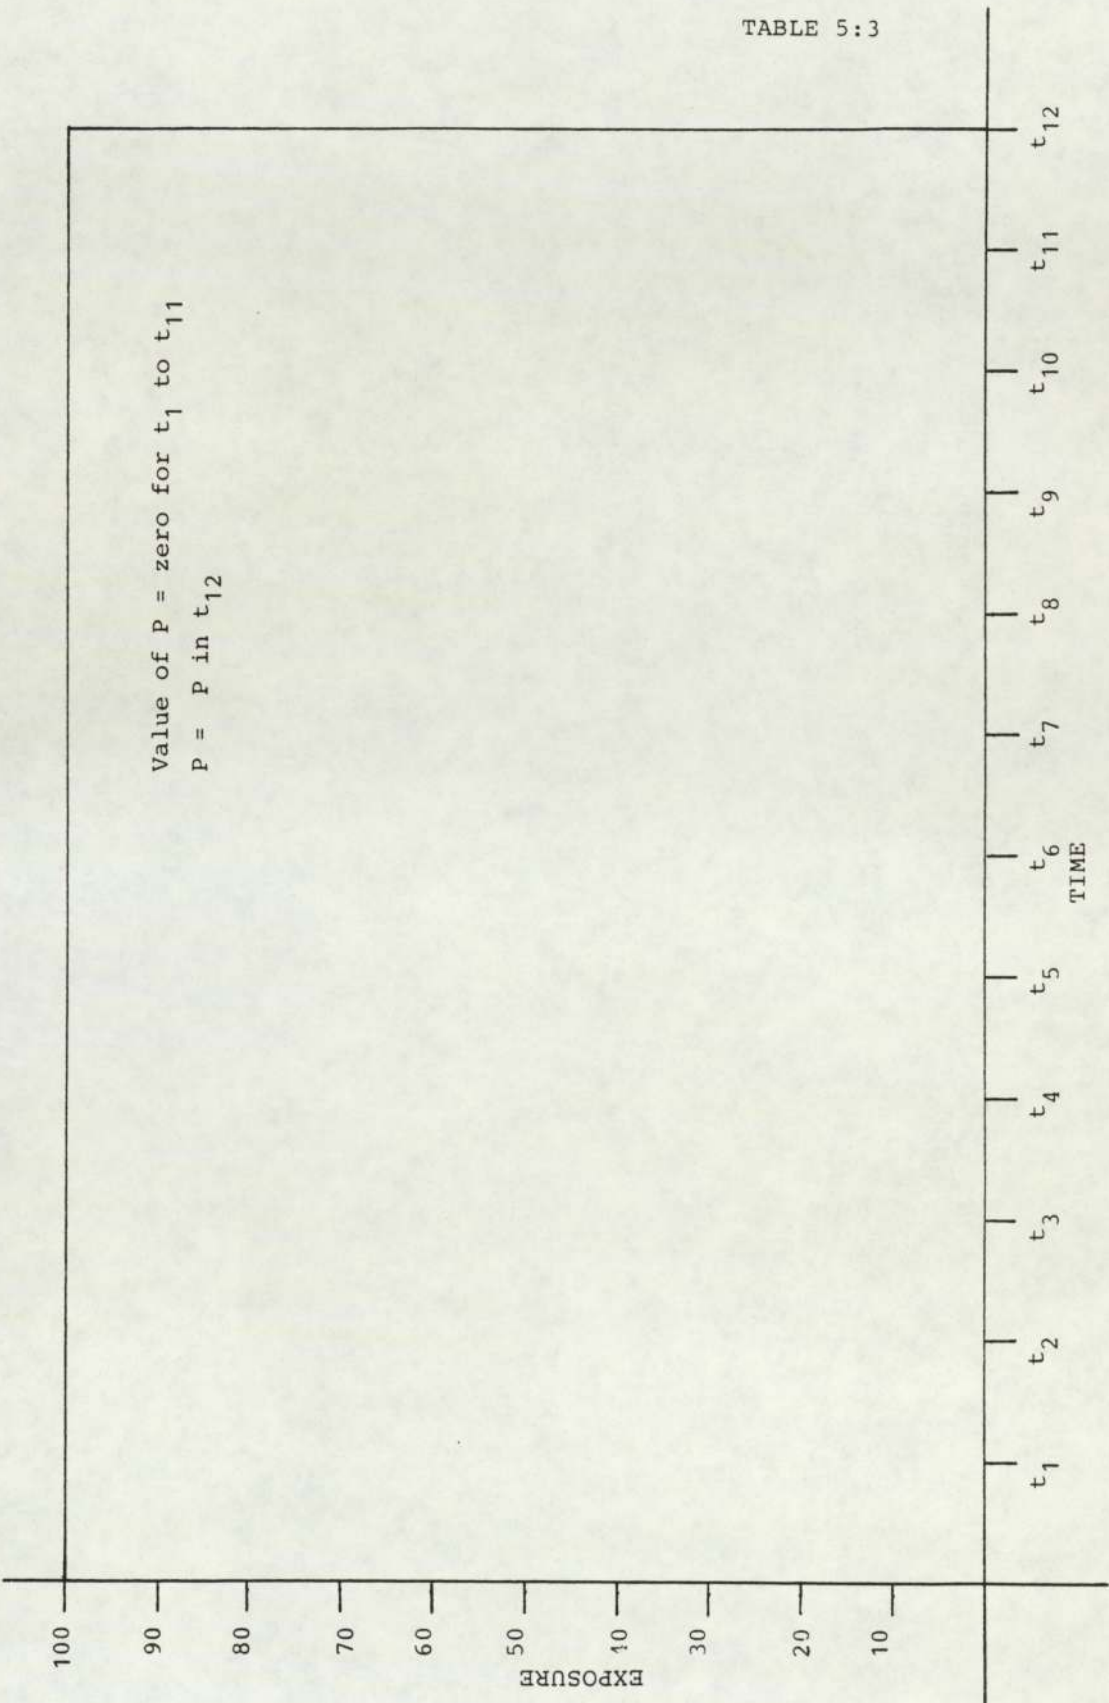 TABLE 5:3
Value of P = zero for t₁ to t₁₁
P = P in t₁₂
100
90
80
70
60
50
40
30
20
10
EXPOSURE
t₁ t₂ t₃ t₄ t₅ t₆ t₇ t₈ t₉ t₁₀ t₁₁ t₁₂
TIME